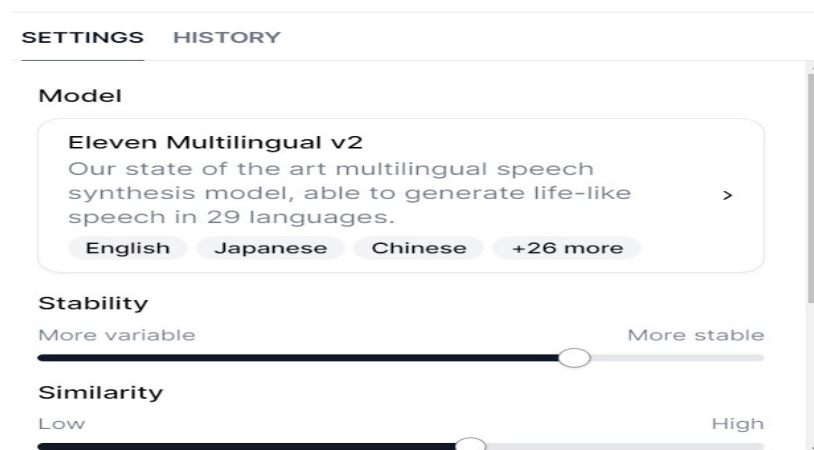 SETTINGS HISTORY
Model
Eleven Multilingual v2
Our state of the art multilingual speech
synthesis model, able to generate life-like
speech in 29 languages.
English Japanese Chinese +26 more
Stability
More variable More stable
Similarity
Low High